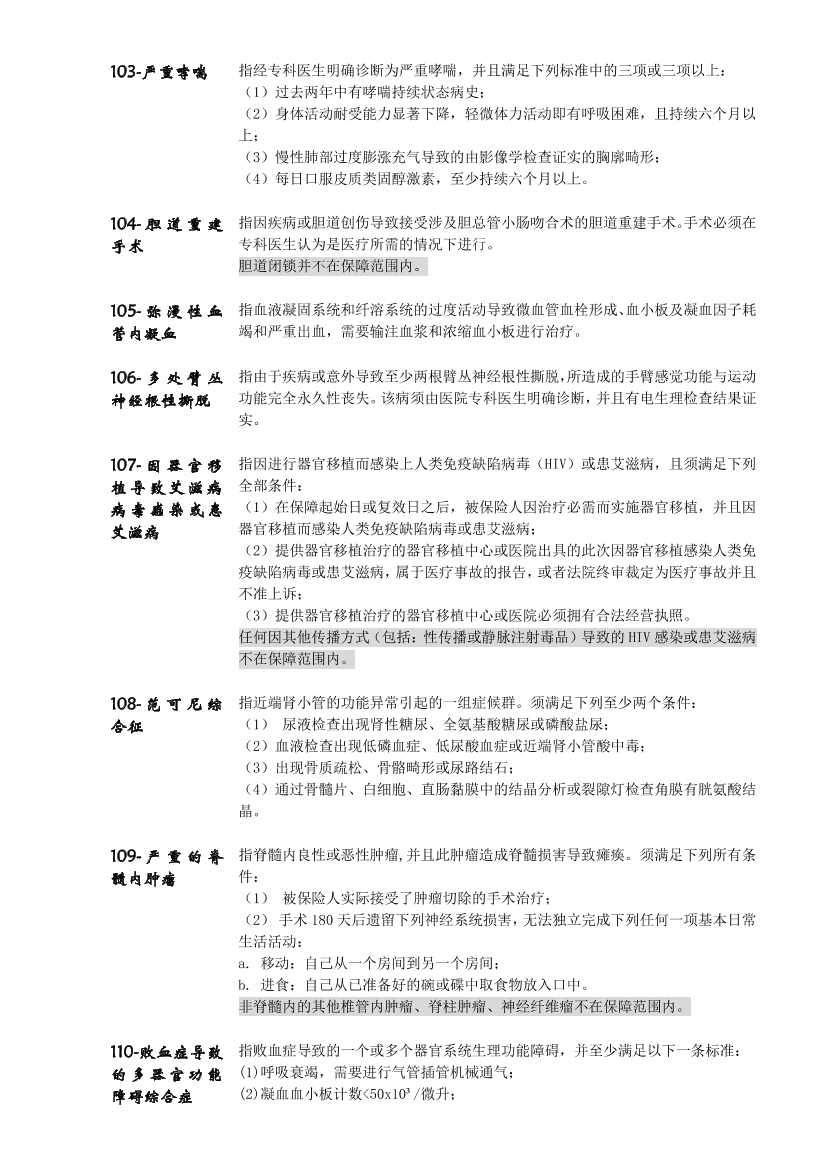 103-严重哮喘
指经专科医生明确诊断为严重哮喘，并且满足下列标准中的三项或三项以上：
（1）过去两年中有哮喘持续状态病史；
（2）身体活动耐受能力显著下降，轻微体力活动即有呼吸困难，且持续六个月以
上；
（3）慢性肺部过度膨涨充气导致的由影像学检查证实的胸廓畸形；
（4）每日口服皮质类固醇激素，至少持续六个月以上。
104-胆道重建
手术
指因疾病或胆道创伤导致接受涉及胆总管小肠吻合术的胆道重建手术。手术必须在
专科医生认为是医疗所需的情况下进行。
胆道闭锁并不在保障范围内。
105-弥漫性血
管内凝血
指血液凝固系统和纤溶系统的过度活动导致微血管血栓形成、血小板及凝血因子耗
竭和严重出血，需要输注血浆和浓缩血小板进行治疗。
106-多处臂丛
神经根性撕脱
指由于疾病或意外导致至少两根臂丛神经根性撕脱，所造成的手臂感觉功能与运动
功能完全永久性丧失。该病须由医院专科医生明确诊断，并且有电生理检查结果证
实。
107-因器官移
植导致艾滋病
病毒感染或患
艾滋病
指因进行器官移植而感染上人类免疫缺陷病毒（HIV）或患艾滋病，且须满足下列
全部条件：
（1）在保障起始日或复效日之后，被保险人因治疗必需而实施器官移植，并且因
器官移植而感染人类免疫缺陷病毒或患艾滋病；
（2）提供器官移植治疗的器官移植中心或医院出具的此次因器官移植感染人类免
疫缺陷病毒或患艾滋病，属于医疗事故的报告，或者法院终审裁定为医疗事故并且
不准上诉；
（3）提供器官移植治疗的器官移植中心或医院必须拥有合法经营执照。
任何因其他传播方式（包括：性传播或静脉注射毒品）导致的 HIV 感染或患艾滋病
不在保障范围内。
108-范可尼综
合征
指近端肾小管的功能异常引起的一组症候群。须满足下列至少两个条件：
（1） 尿液检查出现肾性糖尿、全氨基酸糖尿或磷酸盐尿；
（2）血液检查出现低磷血症、低尿酸血症或近端肾小管酸中毒；
（3）出现骨质疏松、骨骼畸形或尿路结石；
（4）通过骨髓片、白细胞、直肠黏膜中的结晶分析或裂隙灯检查角膜有胱氨酸结
晶。
109-严重的脊
髓内肿瘤
指脊髓内良性或恶性肿瘤,并且此肿瘤造成脊髓损害导致瘫痪。须满足下列所有条
件：
（1） 被保险人实际接受了肿瘤切除的手术治疗；
（2） 手术 180 天后遗留下列神经系统损害，无法独立完成下列任何一项基本日常
生活活动：
a. 移动：自己从一个房间到另一个房间；
b. 进食：自己从已准备好的碗或碟中取食物放入口中。
非脊髓内的其他椎管内肿瘤、脊柱肿瘤、神经纤维瘤不在保障范围内。
110-败血症导致
的多器官功能
障碍综合症
指败血症导致的一个或多个器官系统生理功能障碍，并至少满足以下一条标准：
(1)呼吸衰竭，需要进行气管插管机械通气；
(2)凝血血小板计数<50x10³/微升；